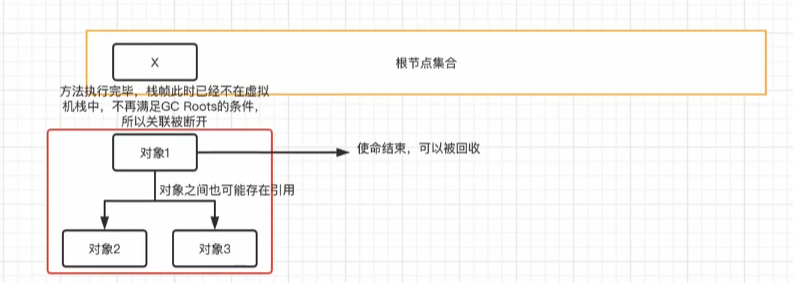 X
根节点集合
方法执行完毕，栈帧此时已经不在虚拟
机栈中，不再满足GC Roots的条件，
所以关联被断开
对象1
使命结束，可以被回收
对象之间也可能存在引用
对象2
对象3